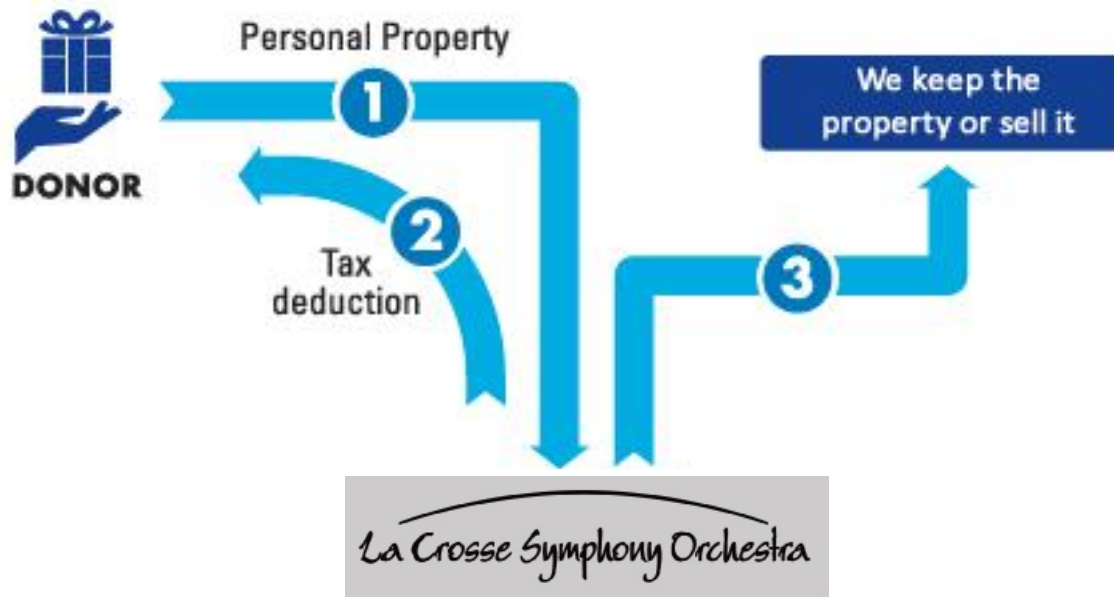 Personal Property
1
We keep the
property or sell it
DONOR
2
Tax
deduction
3
La Crosse Symphony Orchestra